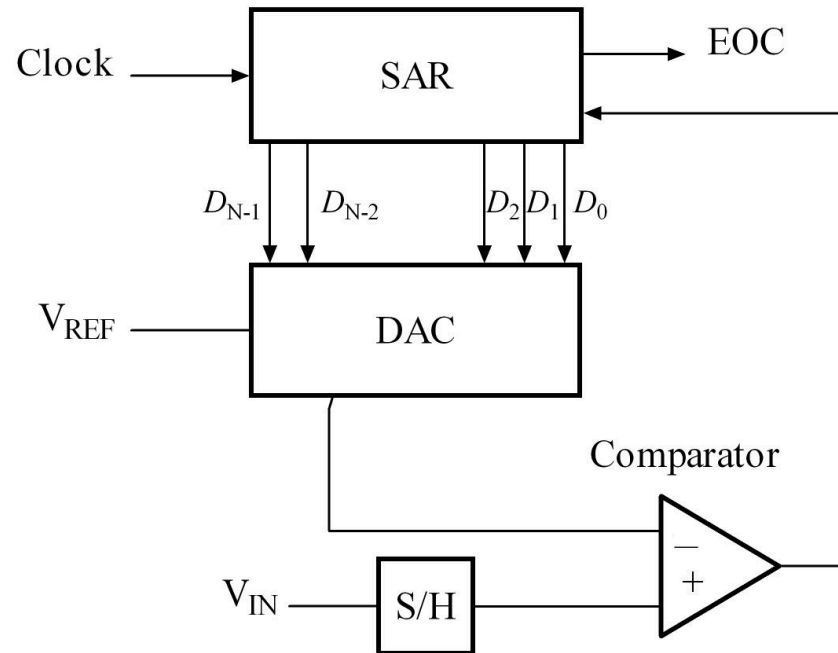 Clock
SAR
EOC
D_N-1 D_N-2 D_2 D_1 D_0
V_REF
DAC
Comparator
−
+
V_IN
S/H